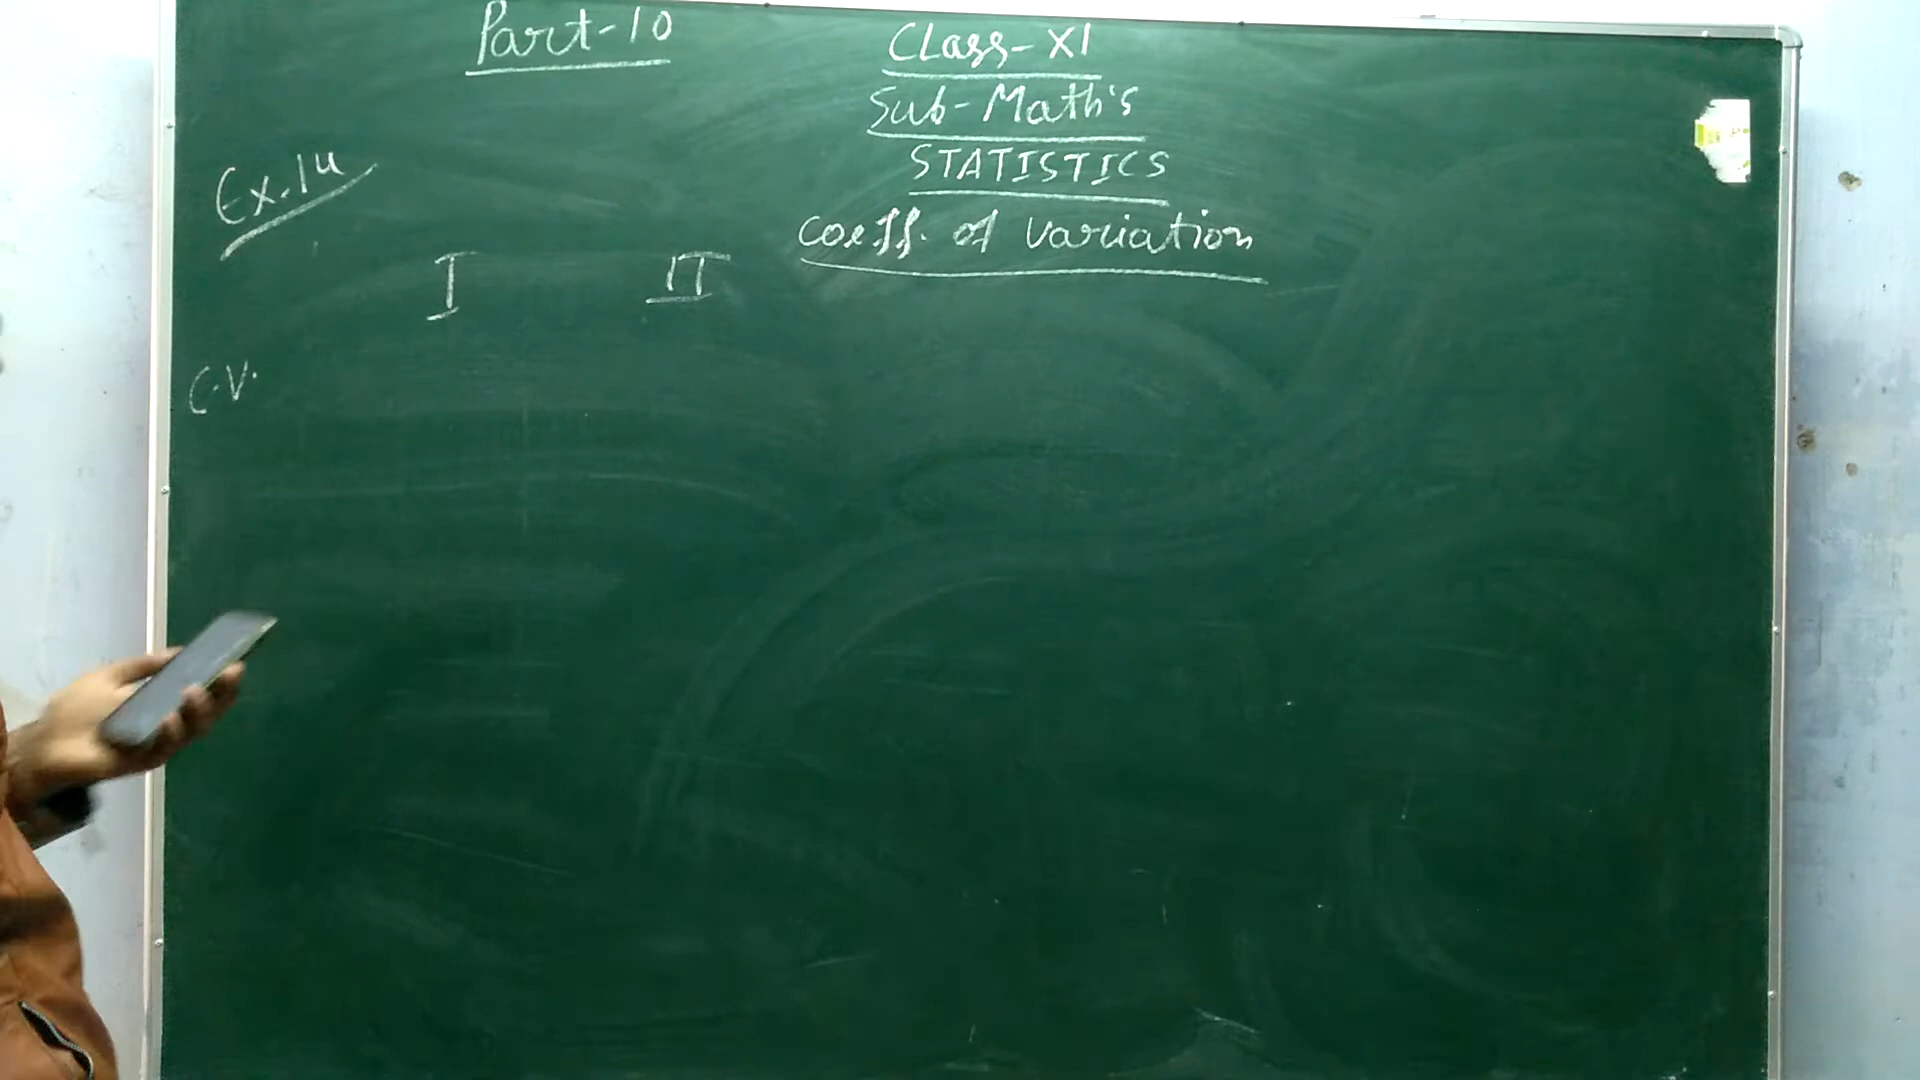 Part-10
Class-XI
Sub-Math's
STATISTICS
Coeff. of variation
Ex.14
I II
C.V.